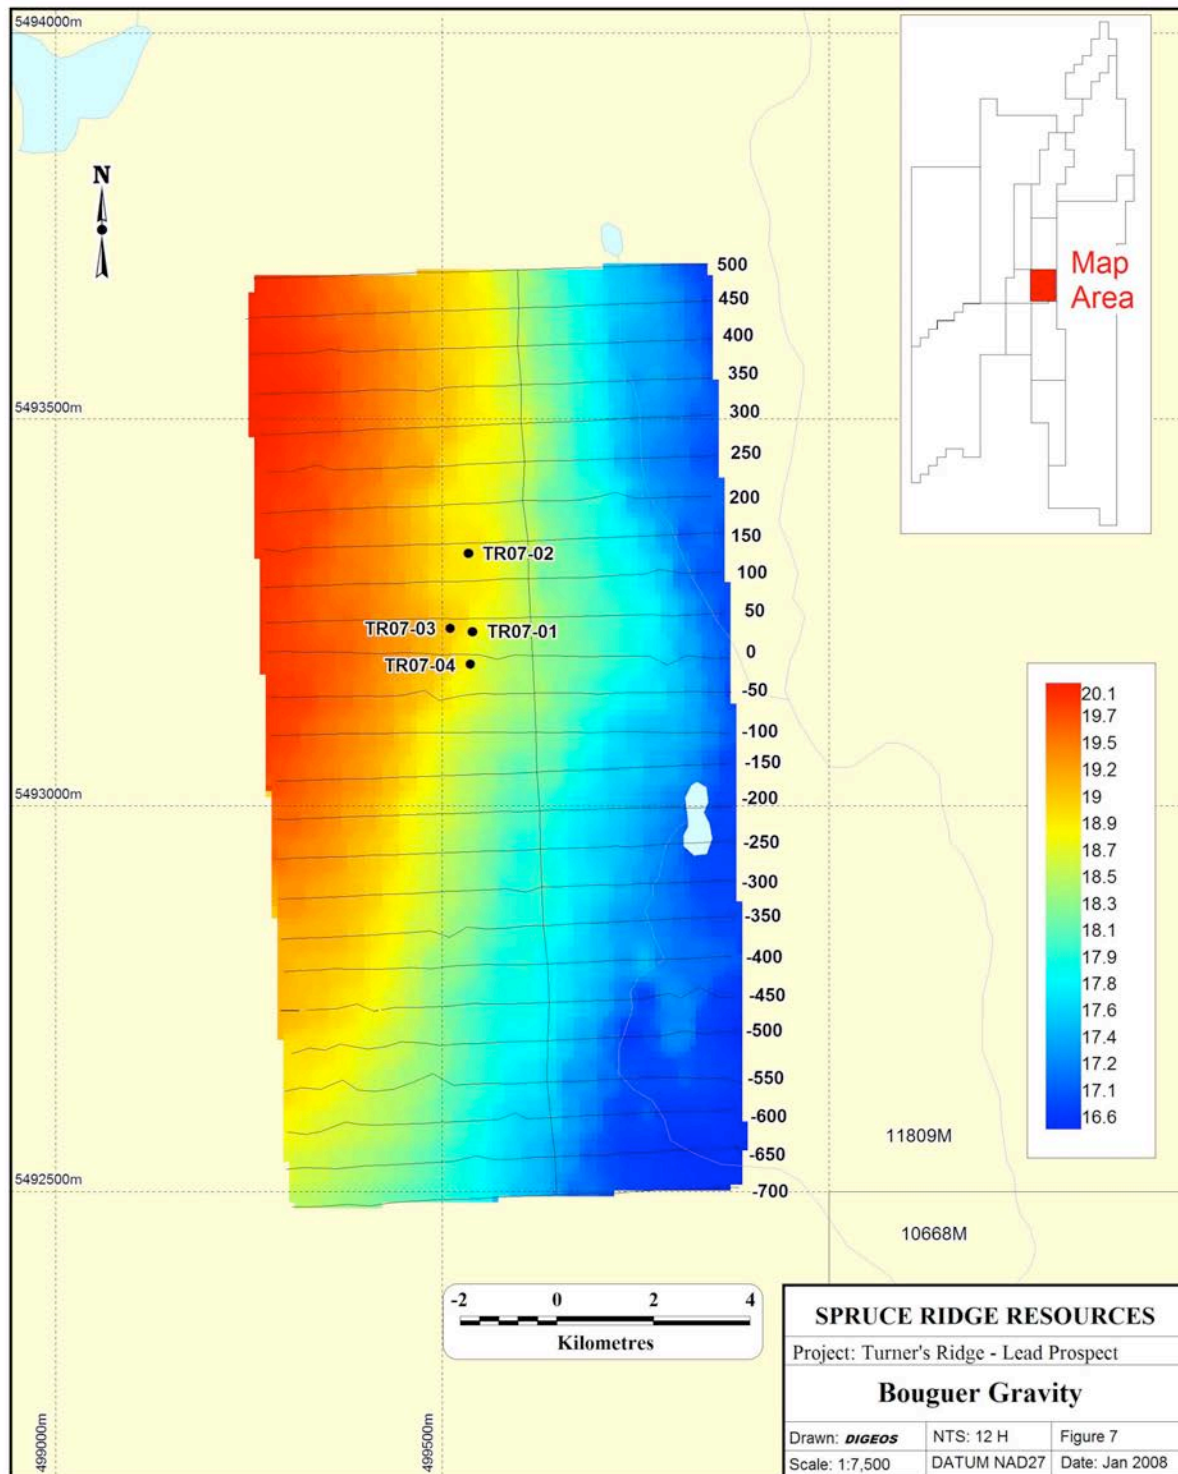 5494000m
N
Map
Area
500
450
400
350
5493500m
300
250
200
150
TR07-02
100
50
TR07-03
TR07-01
0
TR07-04
-50
-100
-150
5493000m
-200
-250
-300
-350
-400
-450
-500
-550
-600
-650
5492500m
-700
20.1
19.7
19.5
19.2
19
18.9
18.7
18.5
18.3
18.1
17.9
17.8
17.6
17.4
17.2
17.1
16.6
11809M
10668M
-2 0 2 4
Kilometres
499000m
499500m
SPRUCE RIDGE RESOURCES
Project: Turner's Ridge - Lead Prospect
Bouguer Gravity
Drawn: DIGEOS NTS: 12 H Figure 7
Scale: 1:7,500 DATUM NAD27 Date: Jan 2008